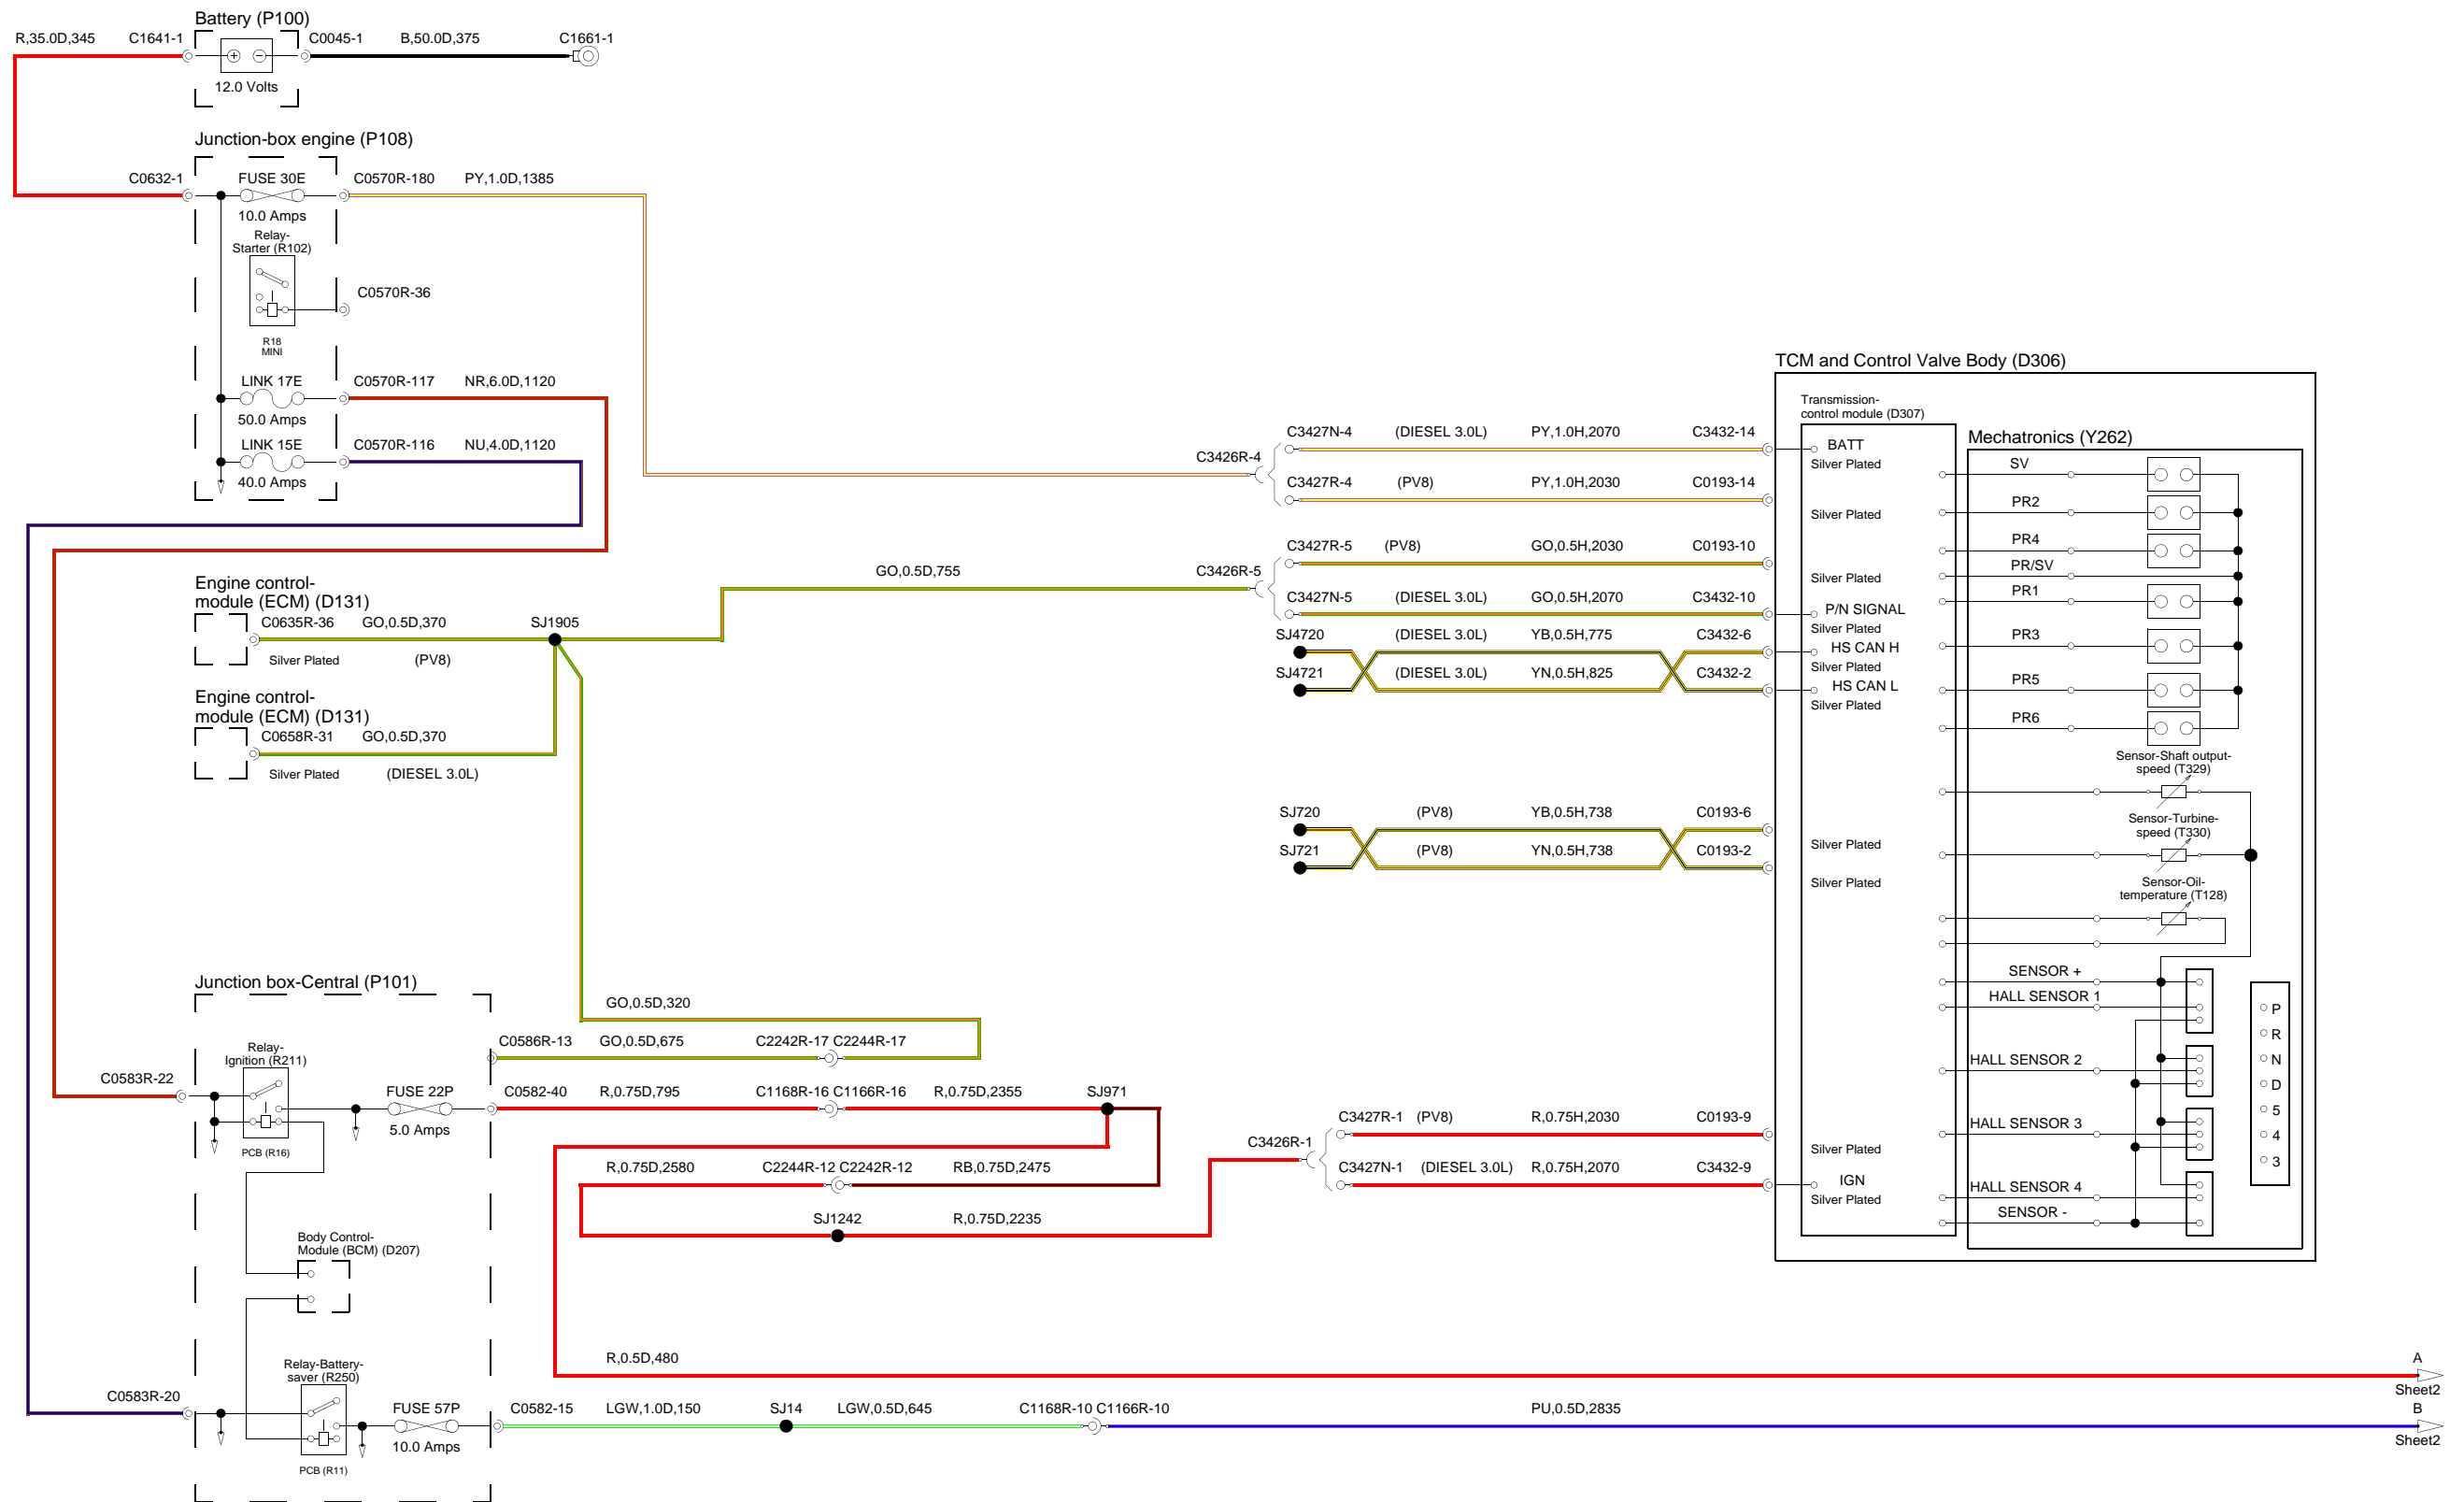 Battery (P100)
R,35.0D,345 C1641-1 C0045-1 B,50.0D,375 C1661-1
12.0 Volts
Junction-box engine (P108)
C0632-1 FUSE 30E C0570R-180 PY,1.0D,1385
10.0 Amps
Relay-
Starter (R102)
C0570R-36
R18
MINI
LINK 17E C0570R-117 NR,6.0D,1120
50.0 Amps
LINK 15E C0570R-116 NU,4.0D,1120
40.0 Amps
TCM and Control Valve Body (D306)
Transmission-
control module (D307)
Mechatronics (Y262)
C3426R-4
C3427N-4 (DIESEL 3.0L) PY,1.0H,2070 C3432-14 BATT
Silver Plated
C3427R-4 (PV8) PY,1.0H,2030 C0193-14
Silver Plated
SV
PR2
PR4
PR/SV
PR1
PR3
PR5
PR6
Engine control-
module (ECM) (D131)
C0635R-36 GO,0.5D,370 SJ1905
Silver Plated (PV8)
GO,0.5D,755 C3426R-5
C3427R-5 (PV8) GO,0.5H,2030 C0193-10
Silver Plated
C3427N-5 (DIESEL 3.0L) GO,0.5H,2070 C3432-10 P/N SIGNAL
Silver Plated
SJ4720 (DIESEL 3.0L) YB,0.5H,775 C3432-6 HS CAN H
Silver Plated
SJ4721 (DIESEL 3.0L) YN,0.5H,825 C3432-2 HS CAN L
Silver Plated
Engine control-
module (ECM) (D131)
C0658R-31 GO,0.5D,370
Silver Plated (DIESEL 3.0L)
Sensor-Shaft output-
speed (T329)
Sensor-Turbine-
speed (T330)
Sensor-Oil-
temperature (T128)
SJ720 (PV8) YB,0.5H,738 C0193-6
Silver Plated
SJ721 (PV8) YN,0.5H,738 C0193-2
Silver Plated
SENSOR +
HALL SENSOR 1
HALL SENSOR 2
HALL SENSOR 3
HALL SENSOR 4
SENSOR -
P
R
N
D
5
4
3
Junction box-Central (P101)
GO,0.5D,320
C0586R-13 GO,0.5D,675 C2242R-17 C2244R-17
Relay-
Ignition (R211)
C0583R-22 FUSE 22P C0582-40 R,0.75D,795 C1168R-16 C1166R-16 R,0.75D,2355 SJ971
5.0 Amps
PCB (R16)
C3426R-1
C3427R-1 (PV8) R,0.75H,2030 C0193-9
Silver Plated
R,0.75D,2580 C2244R-12 C2242R-12 RB,0.75D,2475
C3427N-1 (DIESEL 3.0L) R,0.75H,2070 C3432-9 IGN
Silver Plated
SJ1242 R,0.75D,2235
Body Control-
Module (BCM) (D207)
R,0.5D,480 A
Sheet2
Relay-Battery-
saver (R250)
C0583R-20 FUSE 57P C0582-15 LGW,1.0D,150 SJ14 LGW,0.5D,645 C1168R-10 C1166R-10 PU,0.5D,2835 B
10.0 Amps
Sheet2
PCB (R11)